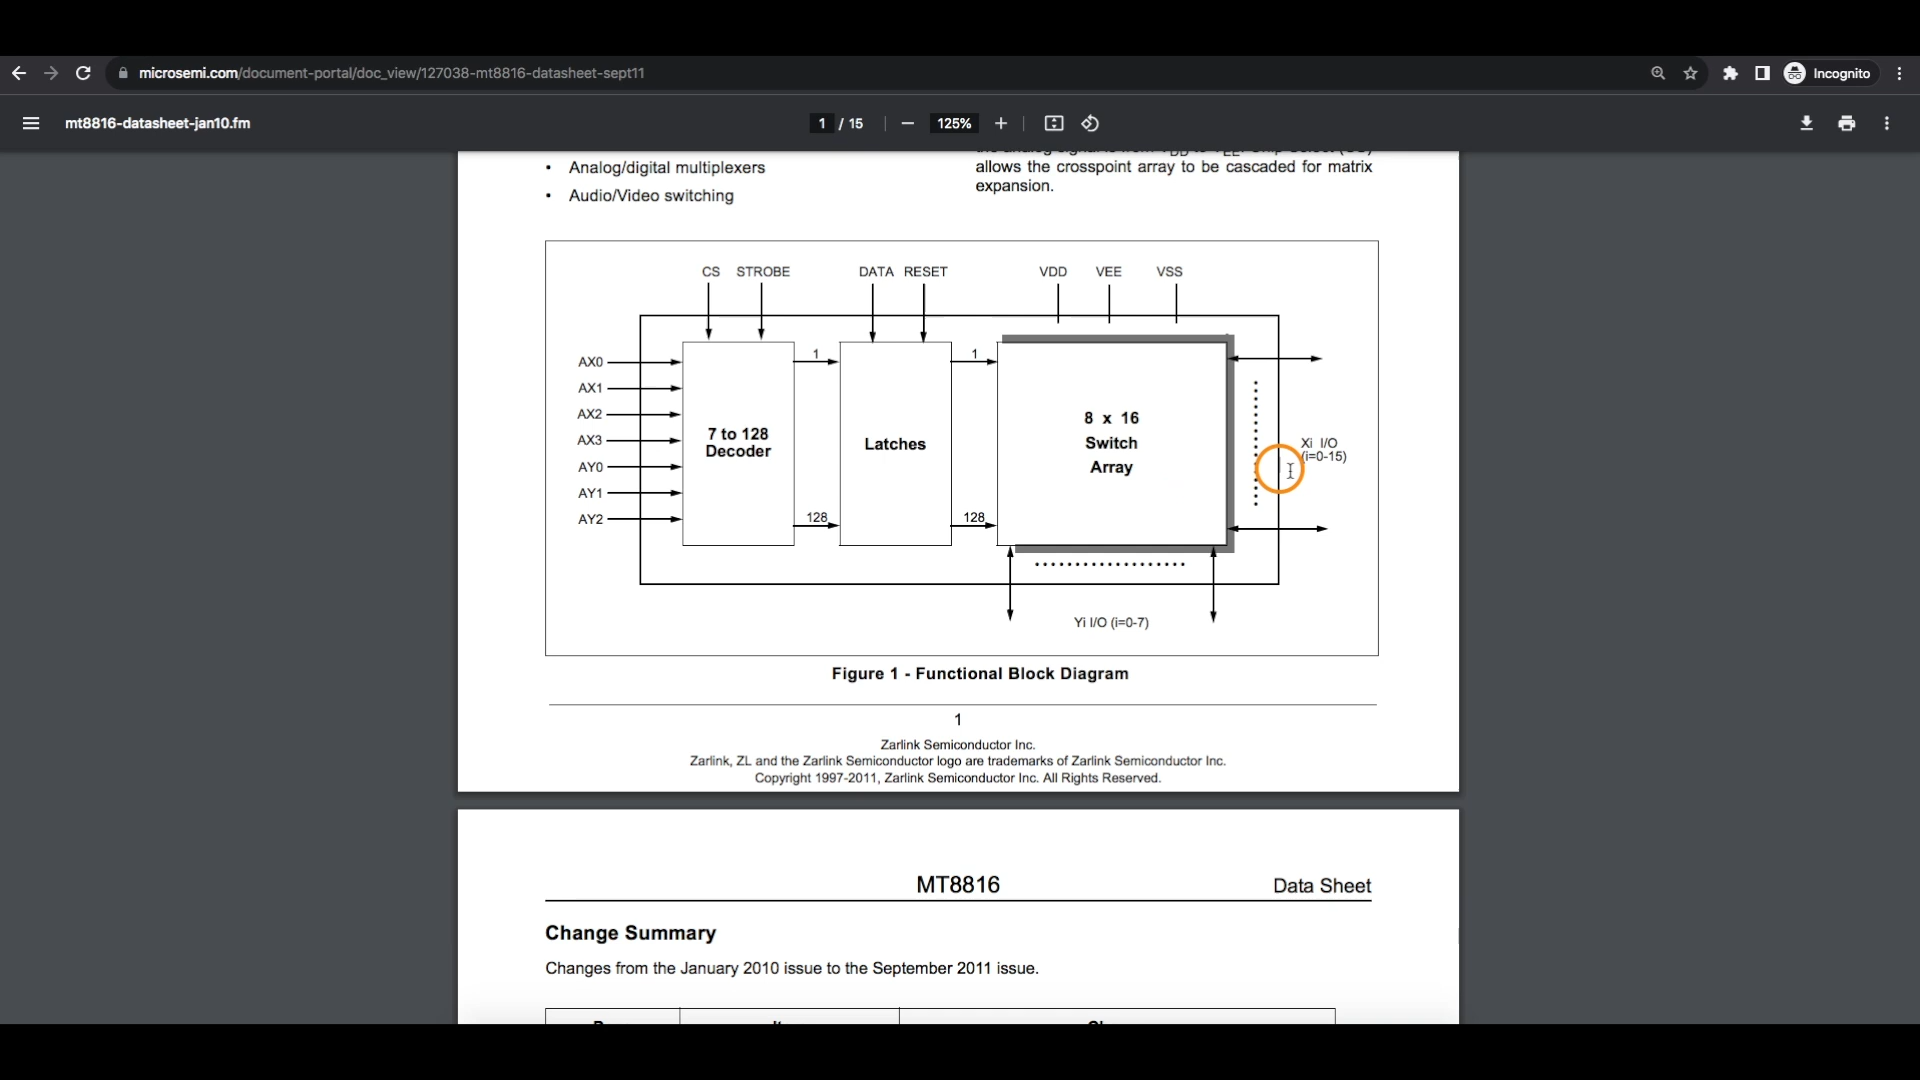 microsemi.com/document-portal/doc_view/127038-mt8816-datasheet-sept11
Incognito
mt8816-datasheet-jan10.fm
1 / 15
125%
• Analog/digital multiplexers
• Audio/Video switching
allows the crosspoint array to be cascaded for matrix
expansion.
CS STROBE DATA RESET VDD VEE VSS
AX0
AX1
AX2
AX3
AY0
AY1
AY2
7 to 128
Decoder
1
128
Latches
1
128
8 x 16
Switch
Array
Xi I/O
(i=0-15)
Yi I/O (i=0-7)
Figure 1 - Functional Block Diagram
1
Zarlink Semiconductor Inc.
Zarlink, ZL and the Zarlink Semiconductor logo are trademarks of Zarlink Semiconductor Inc.
Copyright 1997-2011, Zarlink Semiconductor Inc. All Rights Reserved.
MT8816
Data Sheet
Change Summary
Changes from the January 2010 issue to the September 2011 issue.